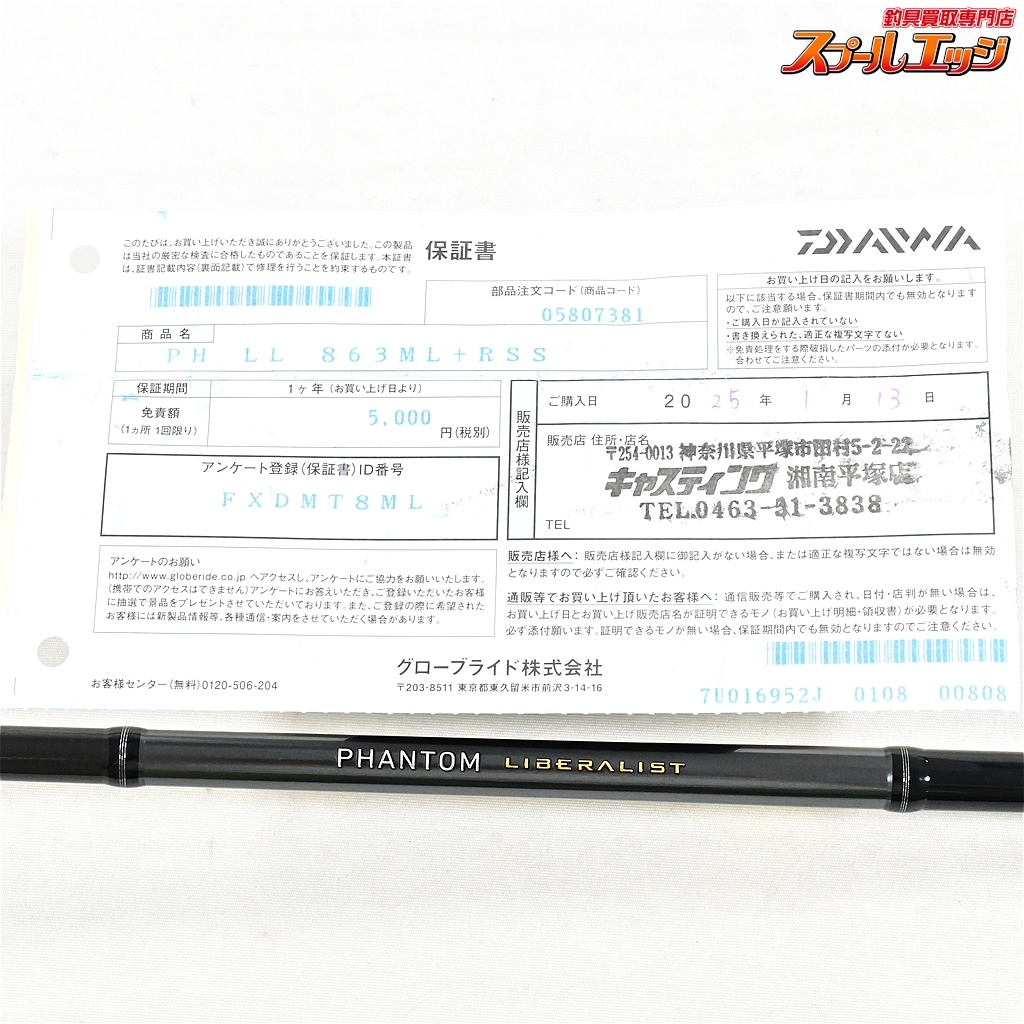 釣具買取専門店
スプールエッジ
このたびは、お買い上げいただき誠にありがとうございました。この製品
は当社の厳密な検査に合格したものであることを保証します。本証書
は、証書記載内容(裏面記載)で修理を行うことを約束するものです。
保証書
DAIWA
部品注文コード(商品コード)
05807381
お買い上げ日の記入をお願いします。
以下に該当する場合、保証書期間内でも無効となります
ので、ご注意願います。
・ご購入日が記入されていない
・書き換えられた、適正な複写文字でない
※免責処理をする際破損したパーツの添付が必要となります。
合わせてご注意ください。
商品名
PH LL 863ML+RSS
保証期間
1ヶ年(お買い上げ日より)
免責額
(1ヵ所 1回限り)
5,000
円(税別)
アンケート登録(保証書)ID番号
FXDMT8ML
販売店様記入欄
ご購入日 2025年 1月 13日
販売店 住所・店名
〒254-0013 神奈川県平塚市田村5-2-22
キャスティング 湘南平塚店
TEL.0463-31-3838
TEL
アンケートのお願い
http://www.globeride.co.jp へアクセスし、アンケートにご協力をお願いいたします。
(携帯でのアクセスはできません)アンケートにお答えいただき、ご登録いただいたお客様
に抽選で景品をプレゼントさせていただいております。また、ご登録の際に希望された
お客様には新製品情報等、各種通信・案内をさせていただく場合があります。
販売店様へ:販売店様記入欄に御記入がない場合、または適正な複写文字ではない場合は無効
となりますので必ずご確認ください。
通販等でお買い上げ頂いたお客様へ:通信販売等でご購入され、日付・店判が無い場合は、
お買い上げ日とお買い上げ販売店名が証明できるモノ(お買い上げ明細・領収書)が必要となります。
必ず添付願います。証明できるモノが無い場合、保証期間内でも無効となりますのでご注意ください。
お客様センター(無料)0120-506-204
グローブライド株式会社
〒203-8511 東京都東久留米市前沢3-14-16
7U016952J 0108 00808
PHANTOM LIBERALIST